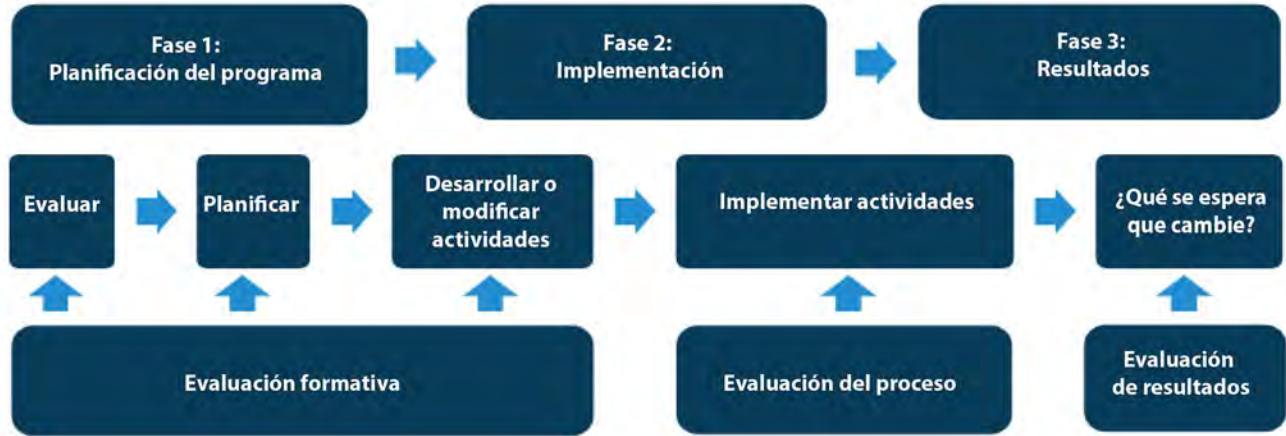 Fase 1:
Planificación del programa
Fase 2:
Implementación
Fase 3:
Resultados
Evaluar
Planificar
Desarrollar o
modificar
actividades
Implementar actividades
¿Qué se espera
que cambie?
Evaluación formativa
Evaluación del proceso
Evaluación
de resultados